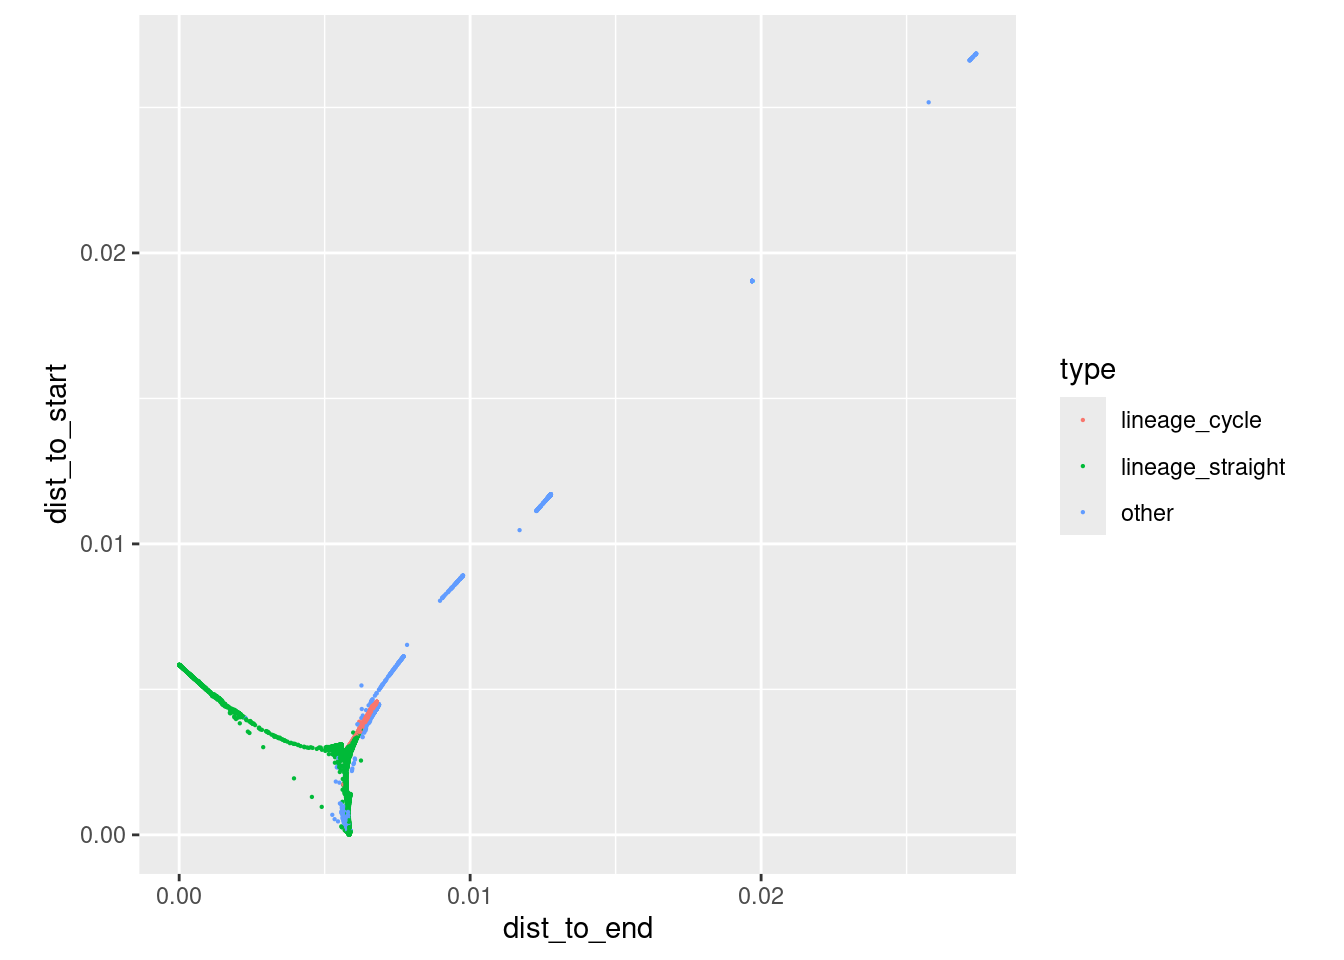 0.02
0.01
0.00
0.00
0.01
0.02
dist_to_end
dist_to_start
type
lineage_cycle
lineage_straight
other